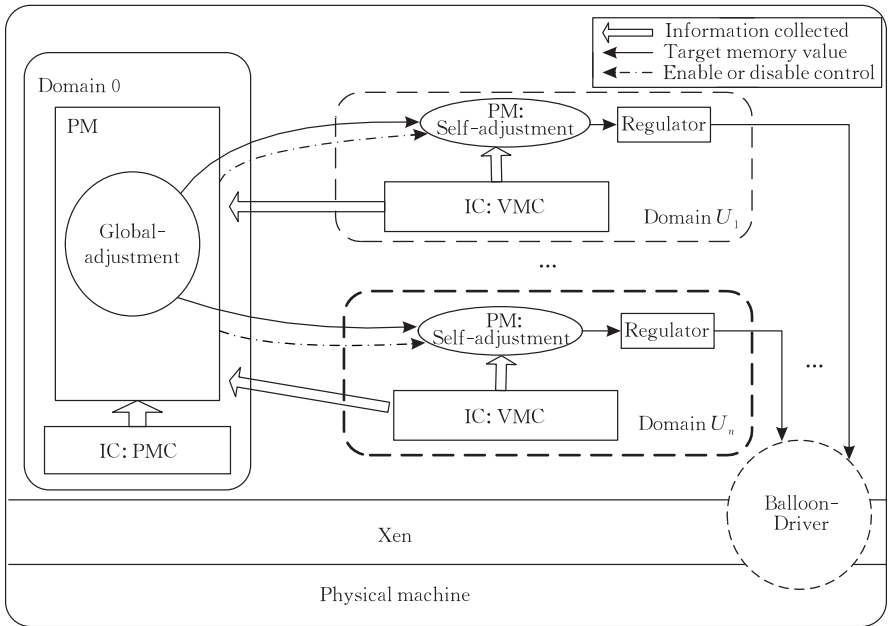 Information collected
Target memory value
Enable or disable control
Domain 0
PM
Global-
adjustment
IC: PMC
PM:
Self-adjustment
Regulator
IC: VMC
Domain U1
...
PM:
Self-adjustment
Regulator
IC: VMC
Domain Un
...
Balloon-
Driver
Xen
Physical machine